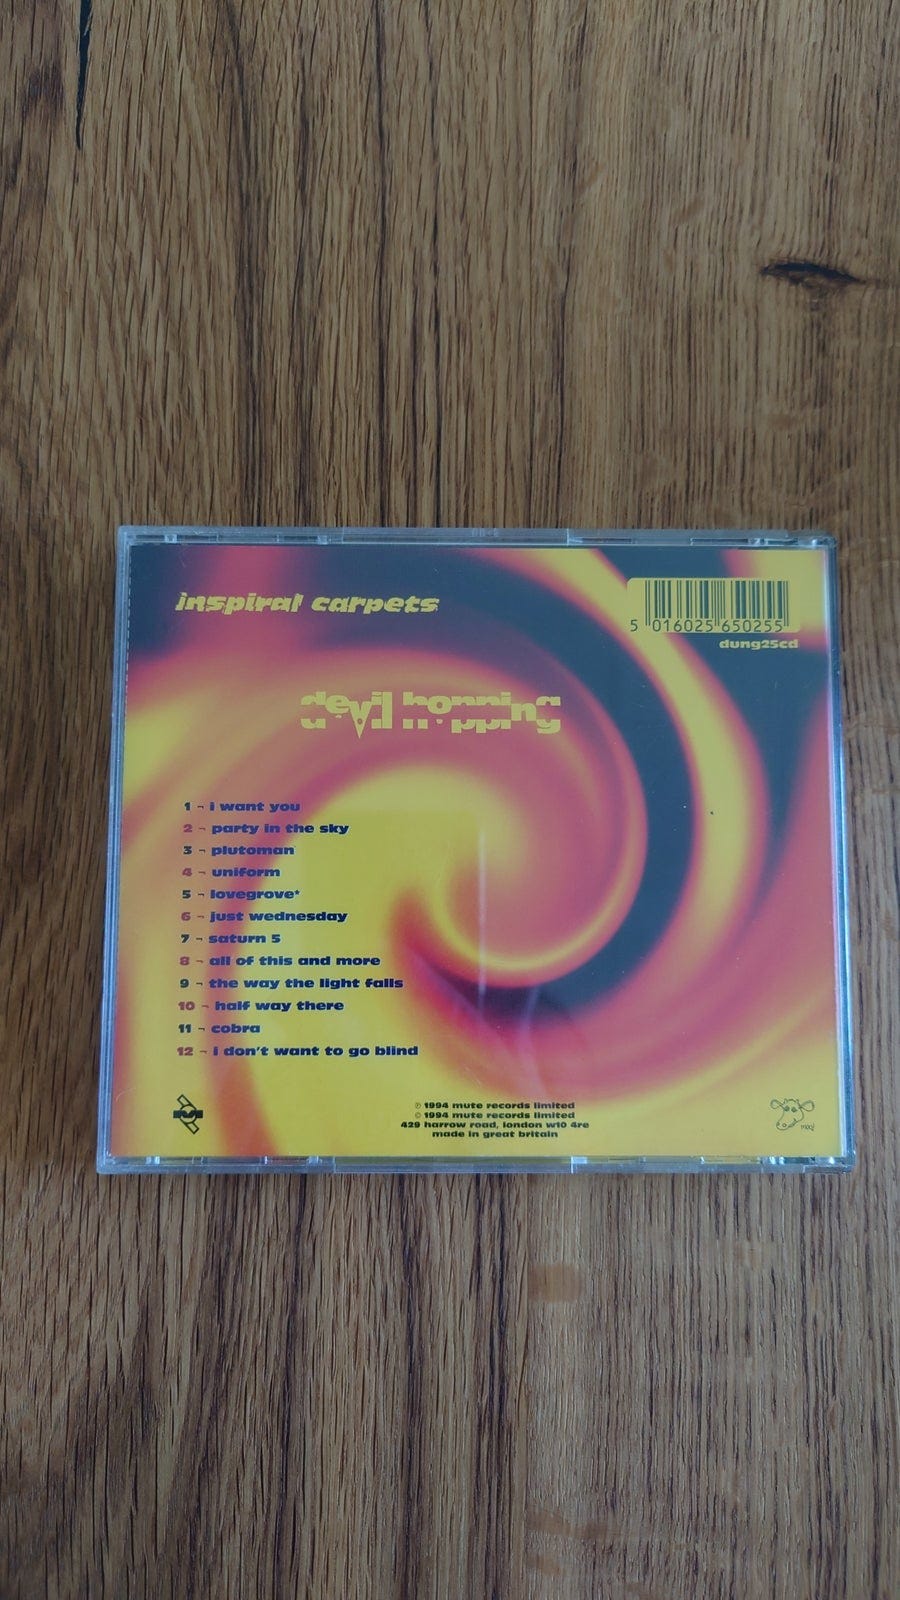 inspiral carpets
5 016025 650255
dung25cd
devil hopping
1 - i want you
2 - party in the sky
3 - plutoman
4 - uniform
5 - lovegrove*
6 - just wednesday
7 - saturn 5
8 - all of this and more
9 - the way the light falls
10 - half way there
11 - cobra
12 - i don't want to go blind
℗ 1994 mute records limited
© 1994 mute records limited
429 harrow road, london w10 4re
made in great britain
moo!